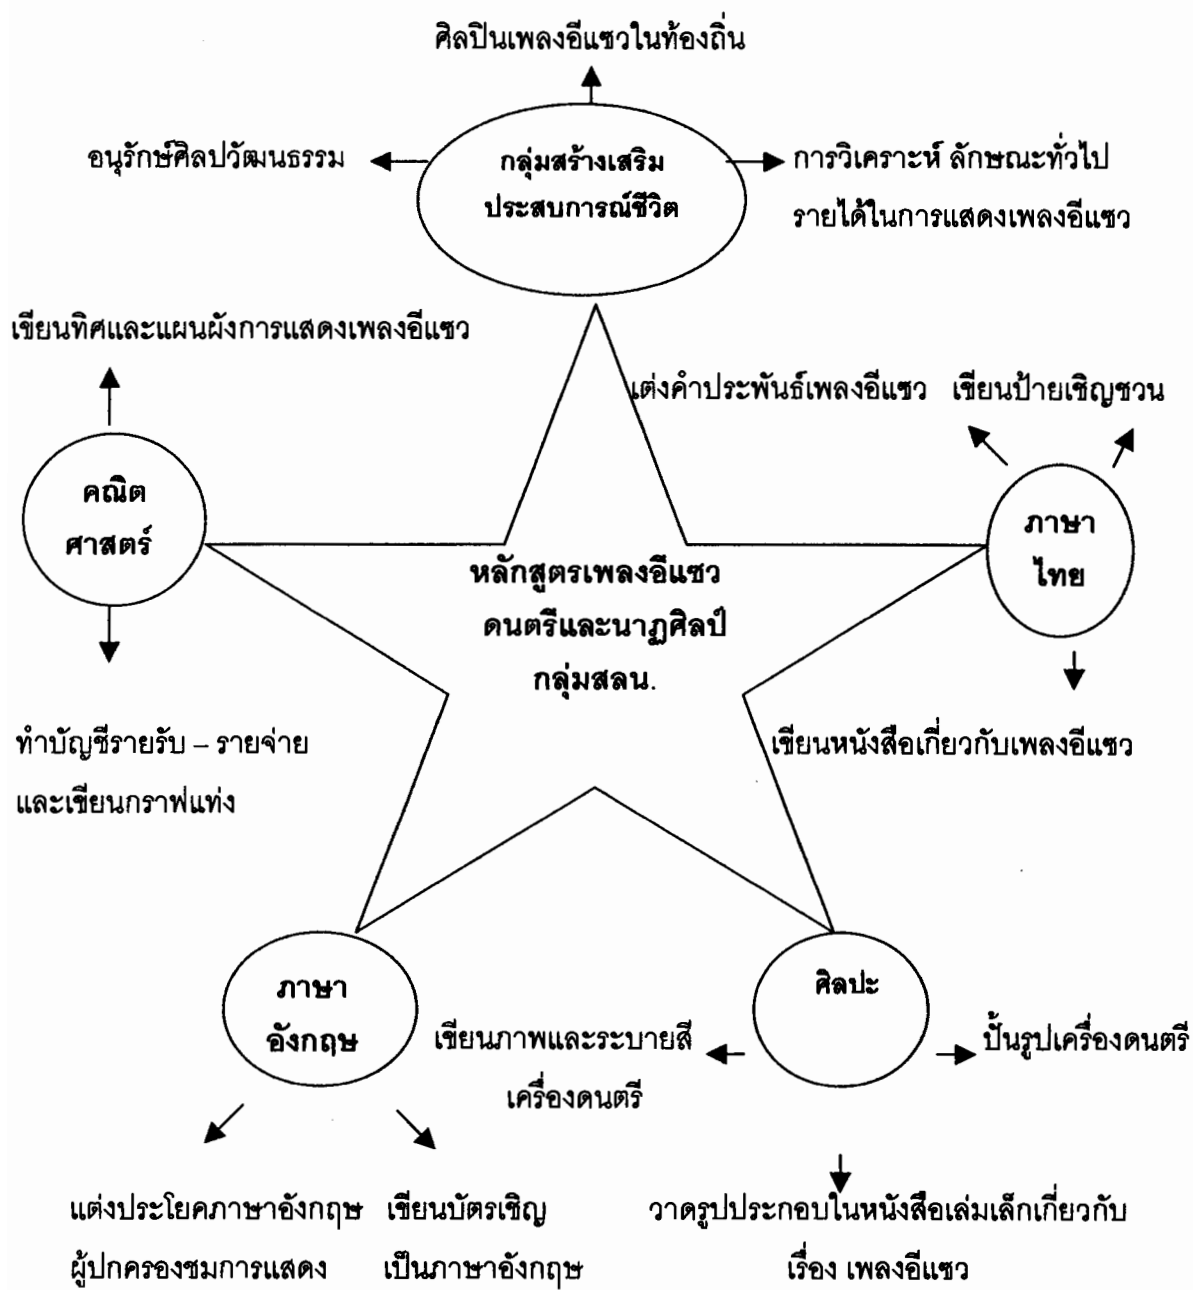 ศิลปินเพลงอีแซวในท้องถิ่น
อนุรักษ์ศิลปวัฒนธรรม
กลุ่มสร้างเสริม
ประสบการณ์ชีวิต
การวิเคราะห์ ลักษณะทั่วไป
รายได้ในการแสดงเพลงอีแซว
เขียนทิศและแผนผังการแสดงเพลงอีแซว
แต่งคำประพันธ์เพลงอีแซว
เขียนป้ายเชิญชวน
คณิต
ศาสตร์
ภาษา
ไทย
หลักสูตรเพลงอีแซว
ดนตรีและนาฏศิลป์
กลุ่มสลน.
ทำบัญชีรายรับ – รายจ่าย
และเขียนกราฟแท่ง
เขียนหนังสือเกี่ยวกับเพลงอีแซว
ภาษา
อังกฤษ
ศิลปะ
เขียนภาพและระบายสี
เครื่องดนตรี
ปั้นรูปเครื่องดนตรี
แต่งประโยคภาษาอังกฤษ
ผู้ปกครองชมการแสดง
เขียนบัตรเชิญ
เป็นภาษาอังกฤษ
วาดรูปประกอบในหนังสือเล่มเล็กเกี่ยวกับ
เรื่อง เพลงอีแซว